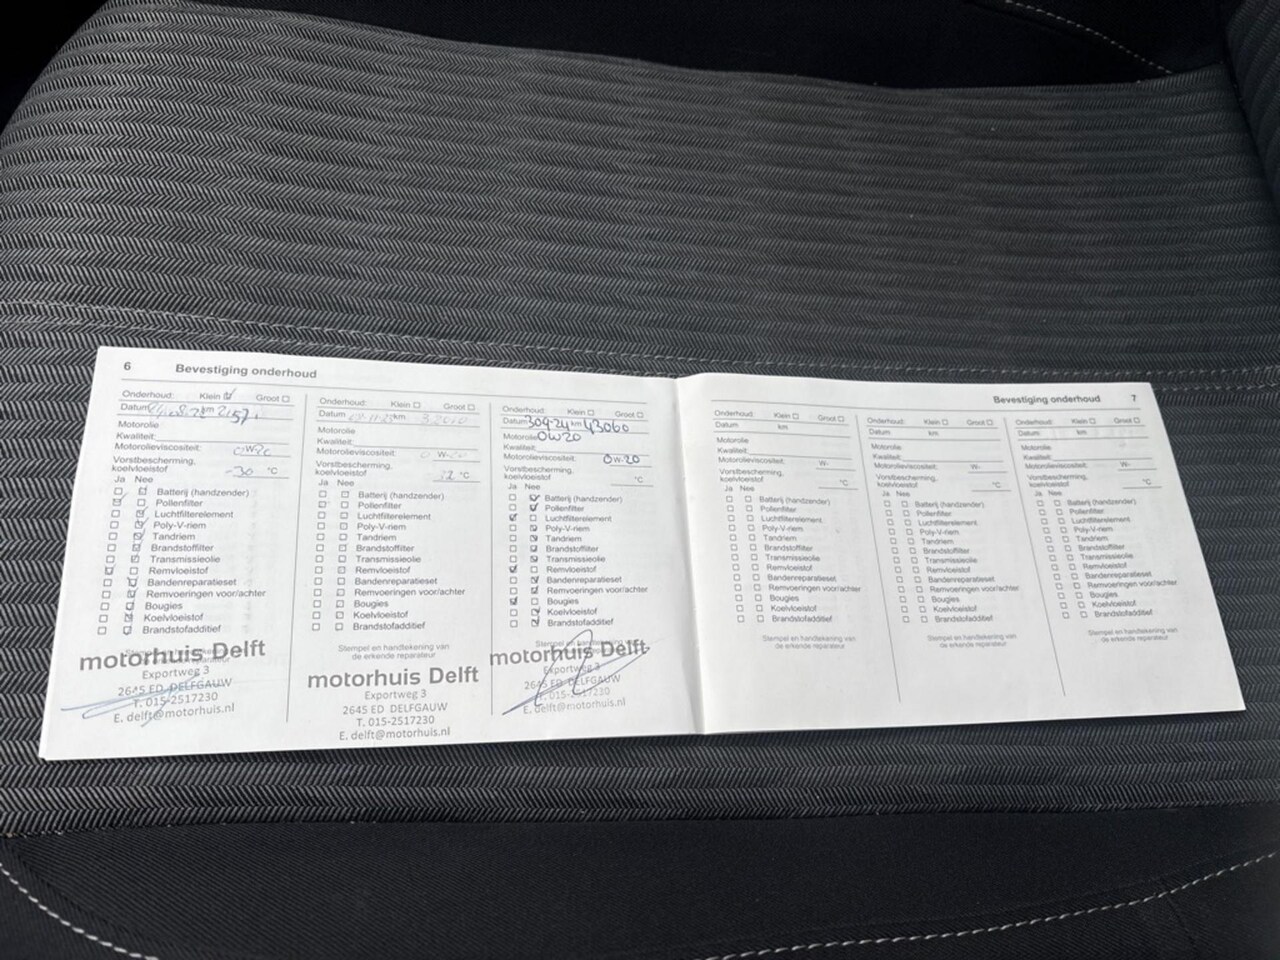 6 Bevestiging onderhoud
Onderhoud: Klein Groot
Datum km
Motorolie
Kwaliteit:
Motorolieviscositeit: 0W20
Vorstbescherming, koelvloeistof -30 °C
Ja Nee
Batterij (handzender)
Pollenfilter
Luchtfilterelement
Poly-V-riem
Tandriem
Brandstoffilter
Transmissieolie
Remvloeistof
Bandenreparatieset
Remvoeringen voor/achter
Bougies
Koelvloeistof
Brandstofadditief
motorhuis Delft
Exportweg 3
2645 ED DELFGAUW
T. 015-2517230
E. delft@motorhuis.nl
Onderhoud: Klein Groot
Datum km
Motorolie
Kwaliteit:
Motorolieviscositeit: 0 W-20
Vorstbescherming, koelvloeistof °C
Ja Nee
Batterij (handzender)
Pollenfilter
Luchtfilterelement
Poly-V-riem
Tandriem
Brandstoffilter
Transmissieolie
Remvloeistof
Bandenreparatieset
Remvoeringen voor/achter
Bougies
Koelvloeistof
Brandstofadditief
Stempel en handtekening van
de erkende reparateur
motorhuis Delft
Exportweg 3
2645 ED DELFGAUW
T. 015-2517230
E. delft@motorhuis.nl
Onderhoud: Klein Groot
Datum 30924 km 43060
Motorolie 0W20
Kwaliteit:
Motorolieviscositeit: 0W-20
Vorstbescherming, koelvloeistof °C
Ja Nee
Batterij (handzender)
Pollenfilter
Luchtfilterelement
Poly-V-riem
Tandriem
Brandstoffilter
Transmissieolie
Remvloeistof
Bandenreparatieset
Remvoeringen voor/achter
Bougies
Koelvloeistof
Brandstofadditief
Stempel en handtekening van
motorhuis Delft
Exportweg 3
2645 ED DELFGAUW
T. 015-2517230
E. delft@motorhuis.nl
Bevestiging onderhoud 7
Onderhoud: Klein Groot
Datum km
Motorolie
Kwaliteit:
Motorolieviscositeit: W-
Vorstbescherming, koelvloeistof °C
Ja Nee
Batterij (handzender)
Pollenfilter
Luchtfilterelement
Poly-V-riem
Tandriem
Brandstoffilter
Transmissieolie
Remvloeistof
Bandenreparatieset
Remvoeringen voor/achter
Bougies
Koelvloeistof
Brandstofadditief
Stempel en handtekening van
de erkende reparateur
Onderhoud: Klein Groot
Datum km
Motorolie
Kwaliteit:
Motorolieviscositeit: W-
Vorstbescherming, koelvloeistof °C
Ja Nee
Batterij (handzender)
Pollenfilter
Luchtfilterelement
Poly-V-riem
Tandriem
Brandstoffilter
Transmissieolie
Remvloeistof
Bandenreparatieset
Remvoeringen voor/achter
Bougies
Koelvloeistof
Brandstofadditief
Stempel en handtekening van
de erkende reparateur
Onderhoud: Klein Groot
Datum km
Motorolie
Kwaliteit:
Motorolieviscositeit: W-
Vorstbescherming, koelvloeistof °C
Ja Nee
Batterij (handzender)
Pollenfilter
Luchtfilterelement
Poly-V-riem
Tandriem
Brandstoffilter
Transmissieolie
Remvloeistof
Bandenreparatieset
Remvoeringen voor/achter
Bougies
Koelvloeistof
Brandstofadditief
Stempel en handtekening van
de erkende reparateur